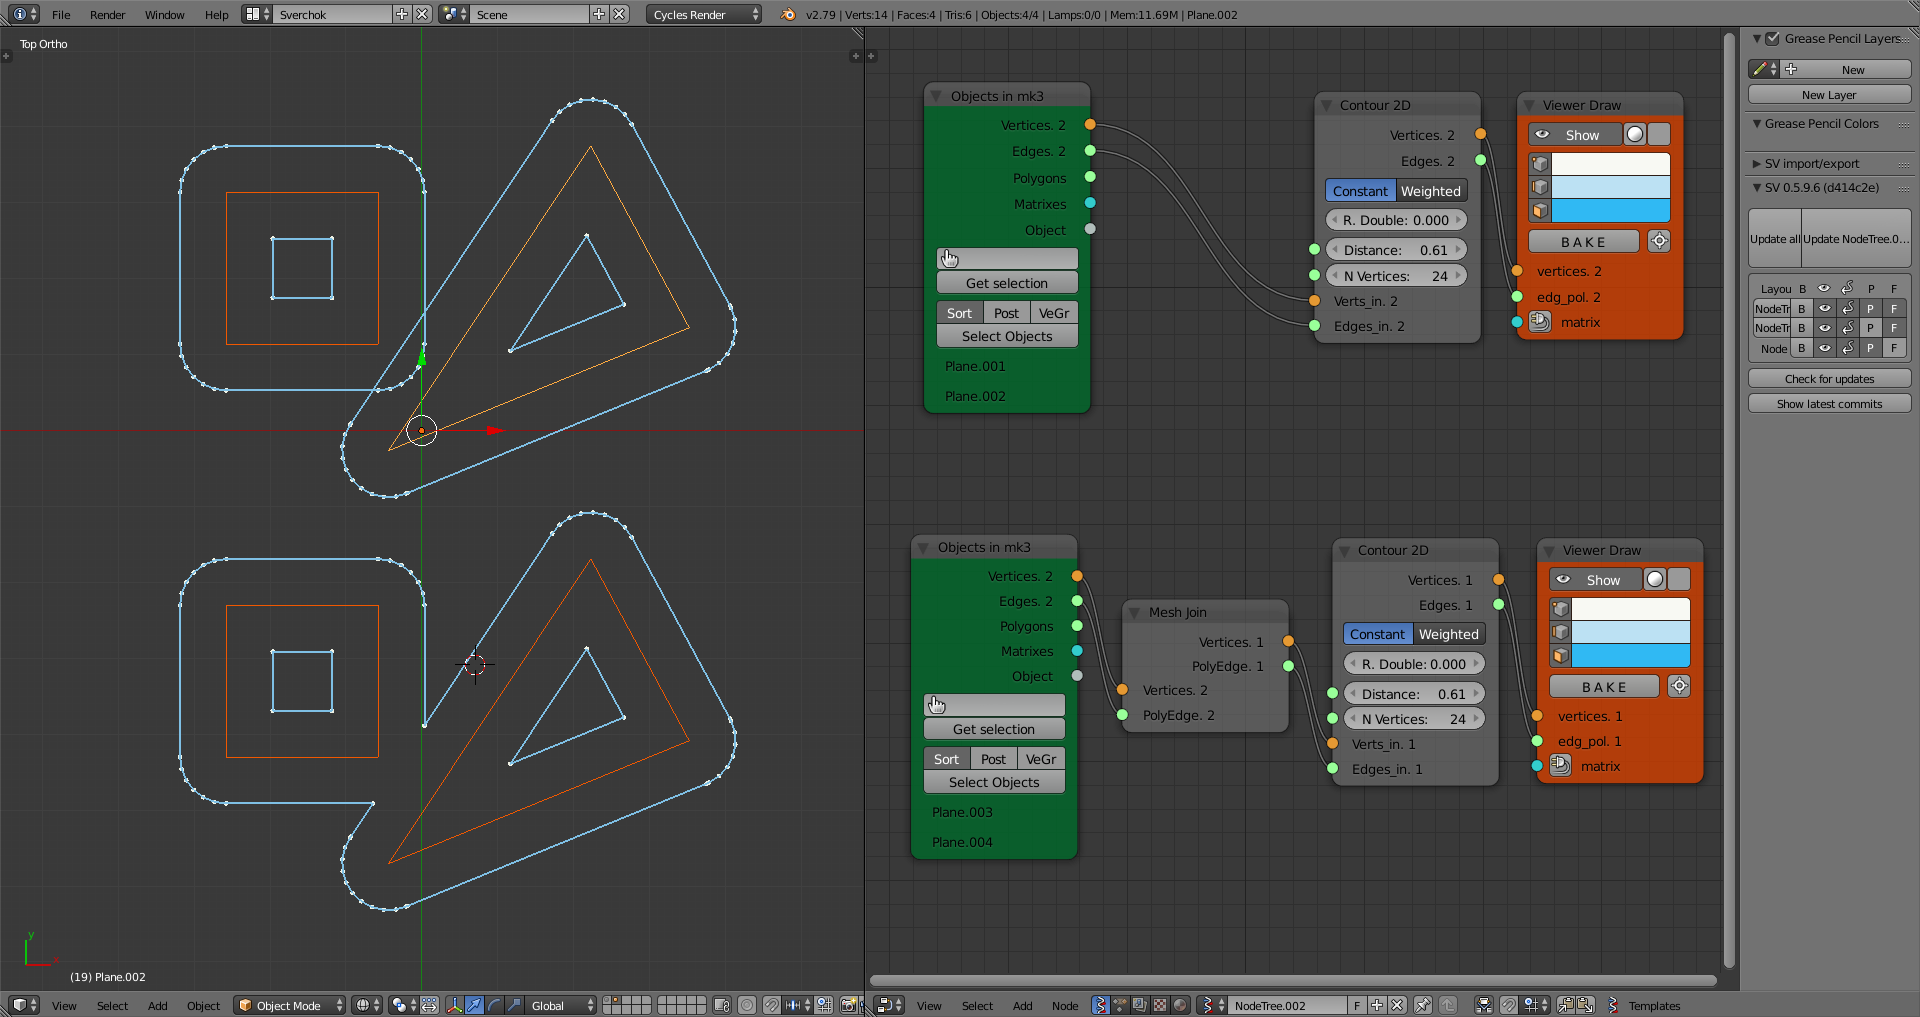 File Render Window Help Sverchok Scene Cycles Render v2.79 | Verts:14 | Faces:4 | Tris:6 | Objects:4/4 | Lamps:0/0 | Mem:11.69M | Plane.002
Top Ortho
y
(19) Plane.002
View Select Add Object Object Mode Global
Objects in mk3
Vertices. 2
Edges. 2
Polygons
Matrixes
Object
Get selection
Sort Post VeGr
Select Objects
Plane.001
Plane.002
Contour 2D
Vertices. 2
Edges. 2
Constant Weighted
R. Double: 0.000
Distance: 0.61
N Vertices: 24
Verts_in. 2
Edges_in. 2
Viewer Draw
Show
BAKE
vertices. 2
edg_pol. 2
matrix
Objects in mk3
Vertices. 2
Edges. 2
Polygons
Matrixes
Object
Get selection
Sort Post VeGr
Select Objects
Plane.003
Plane.004
Mesh Join
Vertices. 1
PolyEdge. 1
Vertices. 2
PolyEdge. 2
Contour 2D
Vertices. 1
Edges. 1
Constant Weighted
R. Double: 0.000
Distance: 0.61
N Vertices: 24
Verts_in. 1
Edges_in. 1
Viewer Draw
Show
BAKE
vertices. 1
edg_pol. 1
matrix
View Select Add Node NodeTree.002 F Templates
Grease Pencil Layers
New
New Layer
Grease Pencil Colors
SV import/export
SV 0.5.9.6 (d414c2e)
Update all Update NodeTree.0...
Layou B P F
NodeTr B P F
NodeTr B P F
Node B P F
Check for updates
Show latest commits